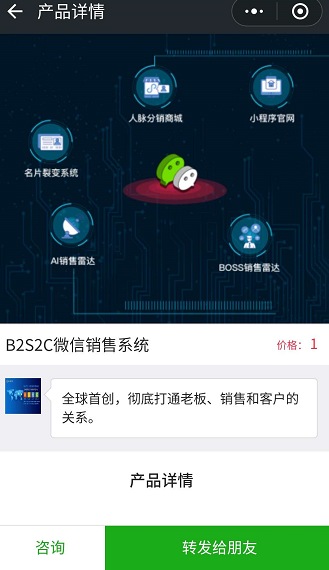 产品详情
人脉分销商城
小程序官网
名片裂变系统
AI销售雷达
BOSS销售雷达
B2S2C微信销售系统
价格： 1
全球首创，彻底打通老板、销售和客户的
关系。
产品详情
咨询
转发给朋友